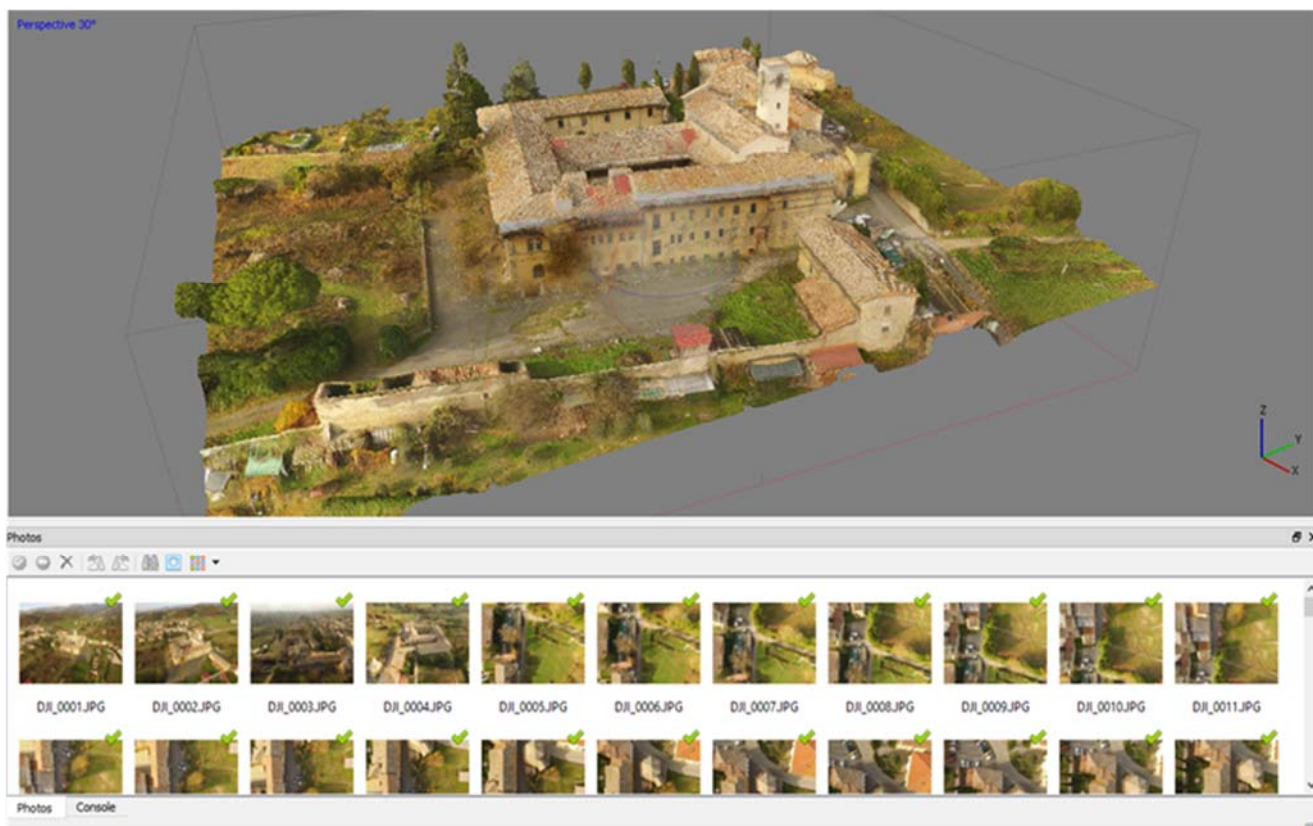 Perspective 30°
Z
Y
X
Photos
DJI_0001.JPG DJI_0002.JPG DJI_0003.JPG DJI_0004.JPG DJI_0005.JPG DJI_0006.JPG DJI_0007.JPG DJI_0008.JPG DJI_0009.JPG DJI_0010.JPG DJI_0011.JPG
Photos Console